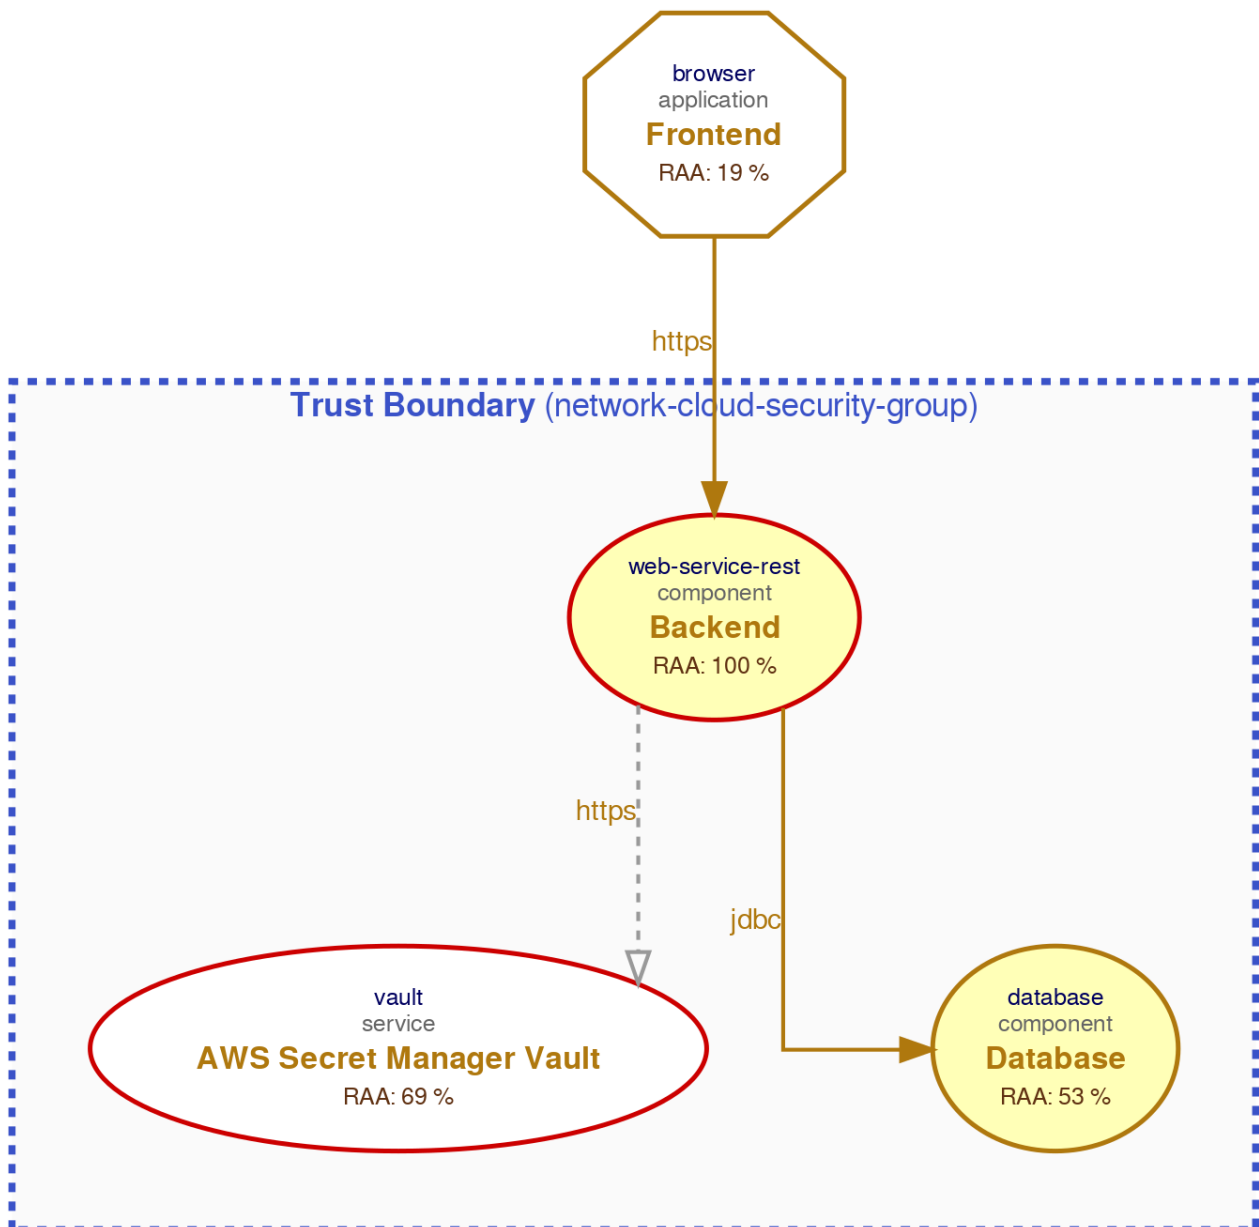 browser
application
Frontend
RAA: 19 %
https
Trust Boundary (network-cloud-security-group)
web-service-rest
component
Backend
RAA: 100 %
https
jdbc
vault
service
AWS Secret Manager Vault
RAA: 69 %
database
component
Database
RAA: 53 %